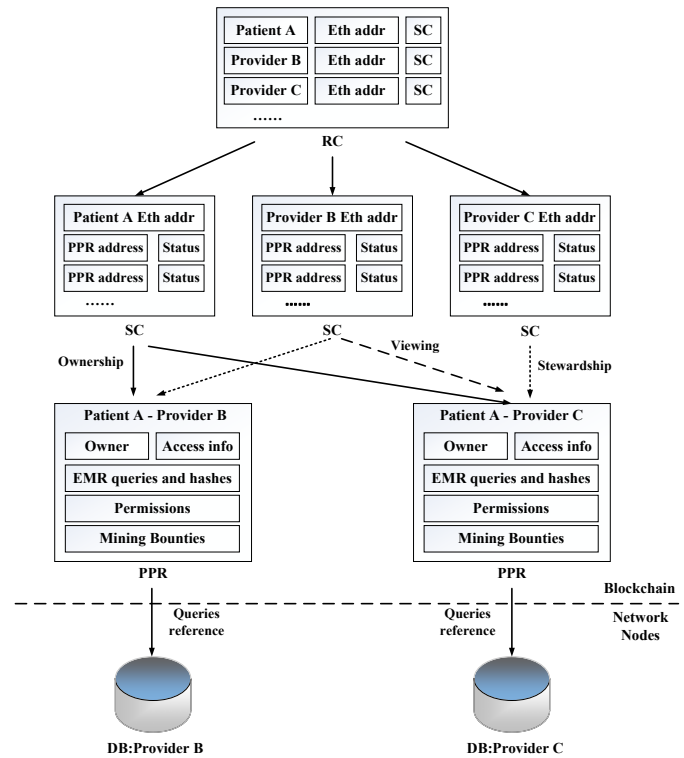 Patient A Eth addr SC
Provider B Eth addr SC
Provider C Eth addr SC
......
RC
Patient A Eth addr
PPR address Status
PPR address Status
......
SC
Provider B Eth addr
PPR address Status
PPR address Status
......
SC
Provider C Eth addr
PPR address Status
PPR address Status
......
SC
Ownership
Viewing
Stewardship
Patient A - Provider B
Owner Access info
EMR queries and hashes
Permissions
Mining Bounties
PPR
Patient A - Provider C
Owner Access info
EMR queries and hashes
Permissions
Mining Bounties
PPR
Blockchain
Network
Nodes
Queries
reference
Queries
reference
DB:Provider B
DB:Provider C